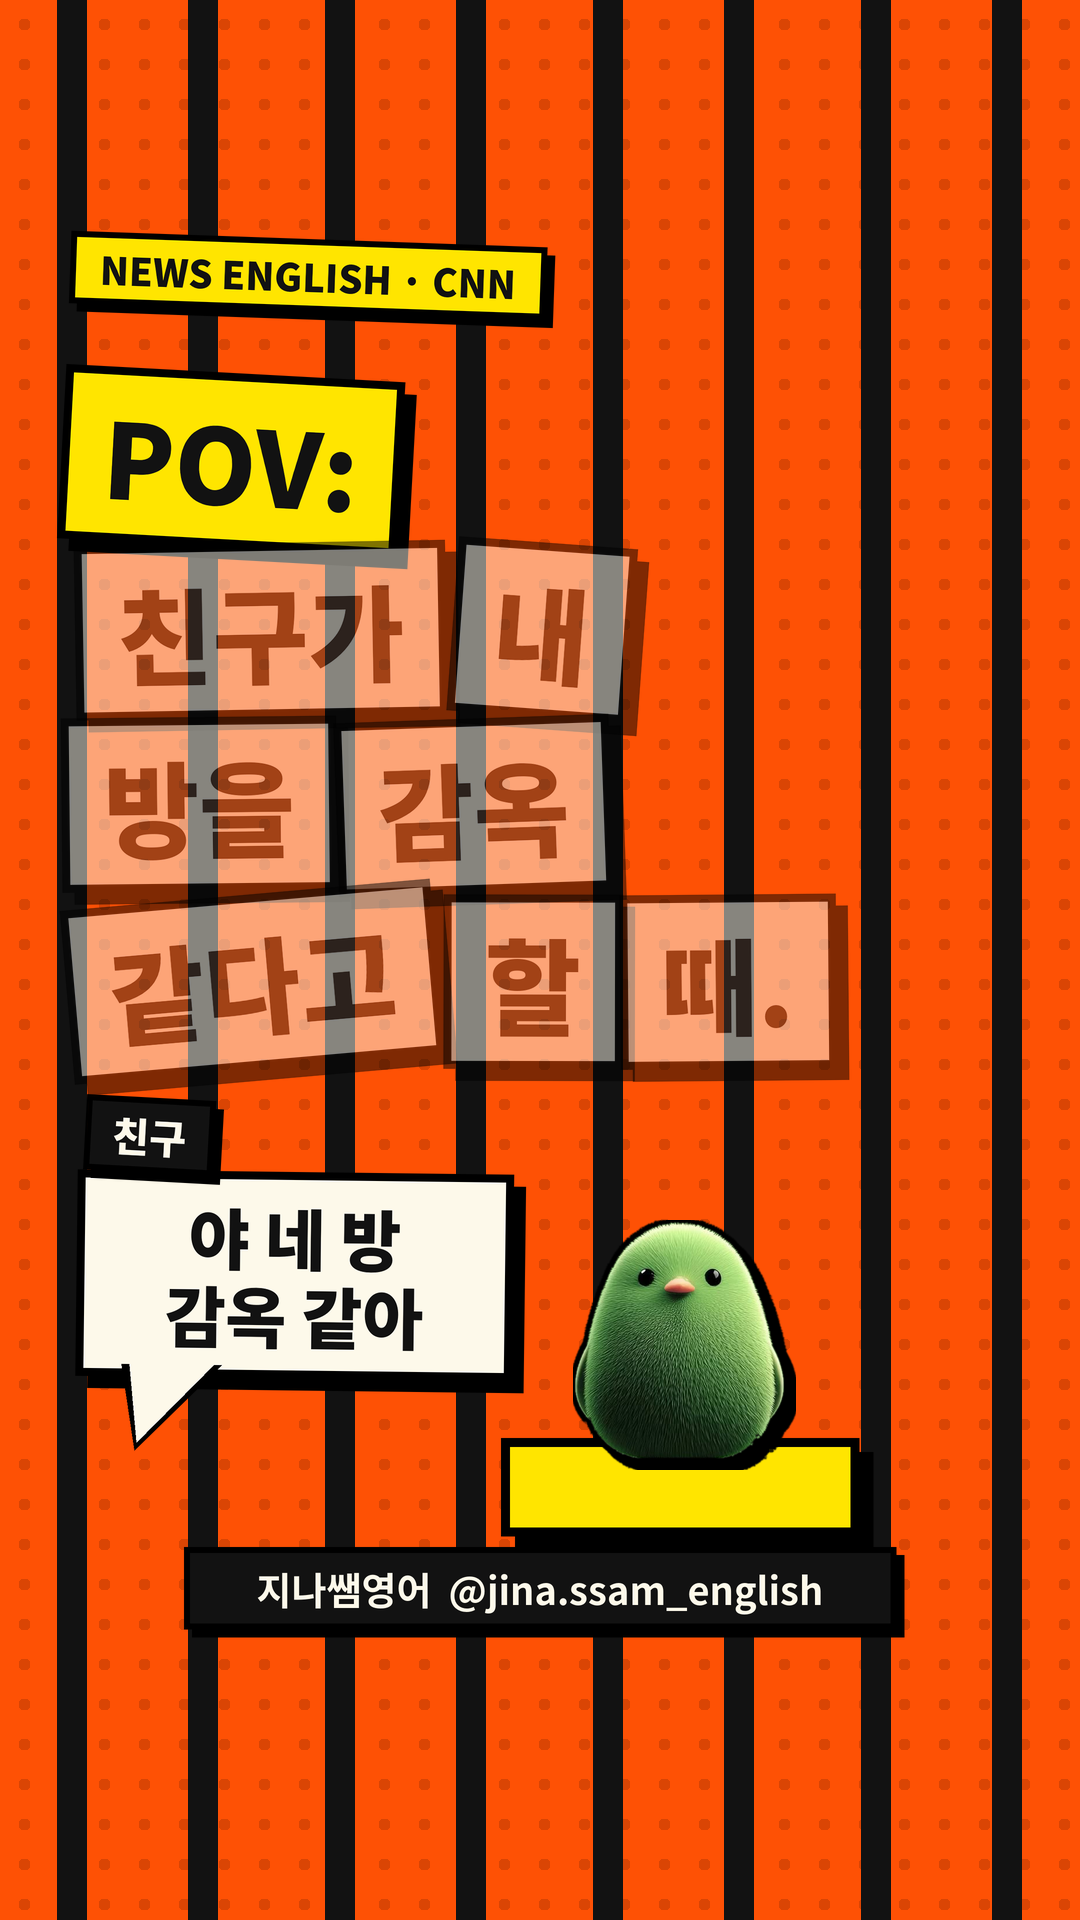 NEWS ENGLISH · CNN
POV:
친구가 내
방을 감옥
같다고 할 때.
친구
야 네 방
감옥 같아
지나쌤영어 @jina.ssam_english